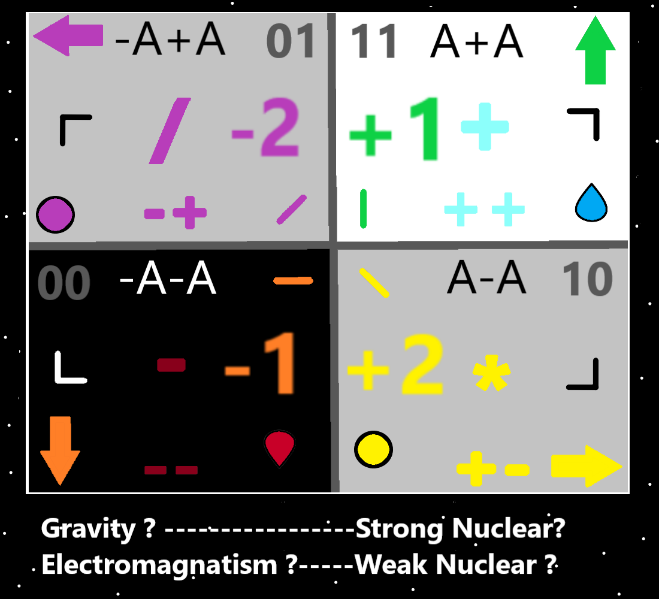 -A+A 01
11 A+A
/ -2
+1 +
-+ /
| ++
00 -A-A -
\ A-A 10
- -1
+2 *
--
+-
Gravity ? ------------------Strong Nuclear?
Electromagnatism ?-----Weak Nuclear ?